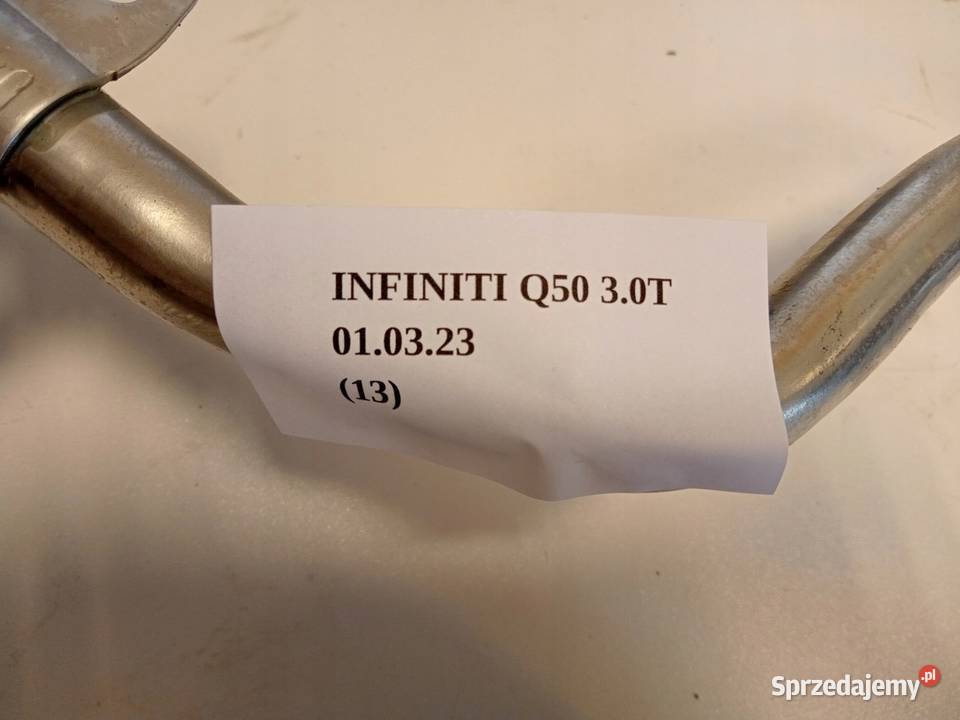 INFINITI Q50 3.0T
01.03.23
(13)
Sprzedajemy.pl